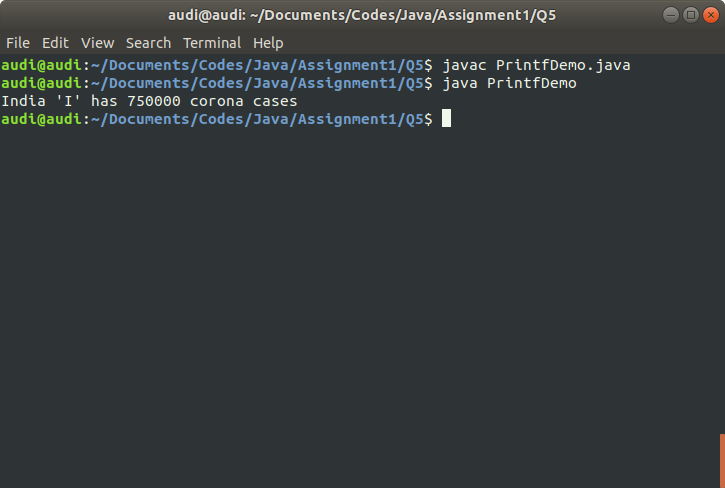 audi@audi: ~/Documents/Codes/Java/Assignment1/Q5
File Edit View Search Terminal Help
audi@audi:~/Documents/Codes/Java/Assignment1/Q5$ javac PrintfDemo.java
audi@audi:~/Documents/Codes/Java/Assignment1/Q5$ java PrintfDemo
India 'I' has 750000 corona cases
audi@audi:~/Documents/Codes/Java/Assignment1/Q5$